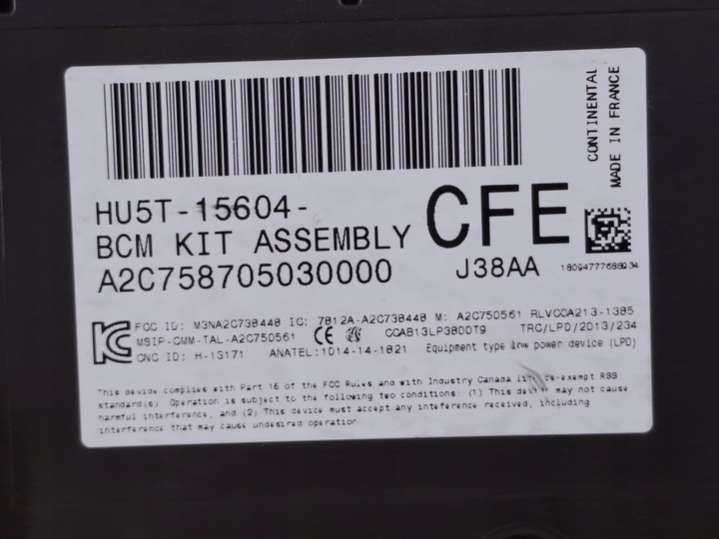 CONTINENTAL
MADE IN FRANCE
HU5T-15604-
CFE
BCM KIT ASSEMBLY
A2C758705030000
J38AA
FCC ID: M3NA2C738448 IC: 7812A-A2C738448 M: A2C750561 RLVCOA213-1385
MSIP-CMM-TAL-A2C750561 CE CCAB13LP3800T9 TRC/LPD/2013/234
CNC ID: H-13171 ANATEL:1014-14-1821 Equipment type low power device (LPD)
This device complies with Part 15 of the FCC Rules and with Industry Canada exempt RSS
standard(s) Operation is subject to the following two conditions: (1) This device may not cause
harmful interference, and (2) This device must accept any interference received, including
interference that may cause undesired operation